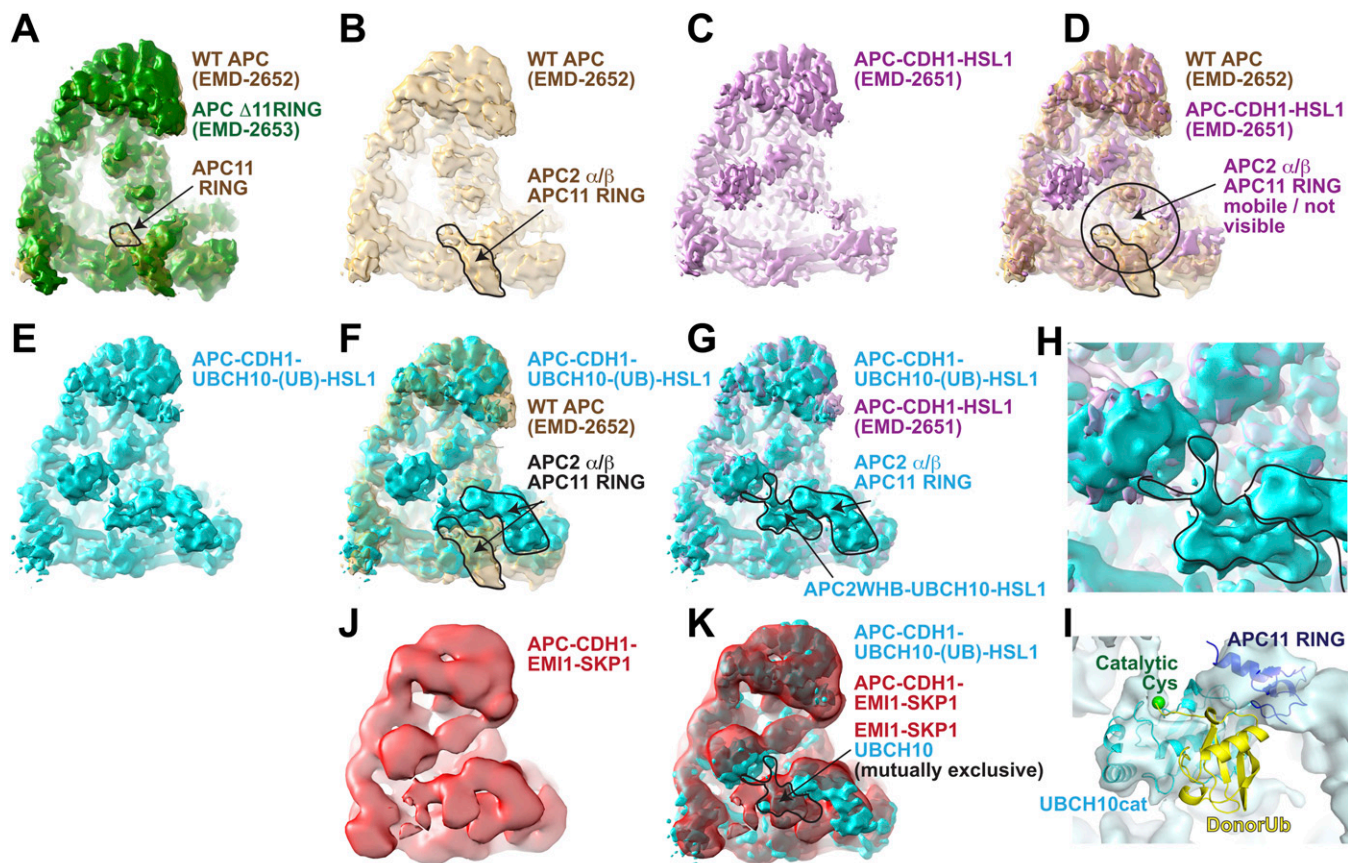 A
WT APC
(EMD-2652)
APC Δ11RING
(EMD-2653)
APC11
RING
B
WT APC
(EMD-2652)
APC2 α/β
APC11 RING
C
APC-CDH1-HSL1
(EMD-2651)
D
WT APC
(EMD-2652)
APC-CDH1-HSL1
(EMD-2651)
APC2 α/β
APC11 RING
mobile / not
visible
E
APC-CDH1-
UBCH10-(UB)-HSL1
F
APC-CDH1-
UBCH10-(UB)-HSL1
WT APC
(EMD-2652)
APC2 α/β
APC11 RING
G
APC-CDH1-
UBCH10-(UB)-HSL1
APC-CDH1-HSL1
(EMD-2651)
APC2 α/β
APC11 RING
APC2WHB-UBCH10-HSL1
H
J
APC-CDH1-
EMI1-SKP1
K
APC-CDH1-
UBCH10-(UB)-HSL1
APC-CDH1-
EMI1-SKP1
EMI1-SKP1
UBCH10
(mutually exclusive)
I
APC11 RING
Catalytic
Cys
UBCH10cat
DonorUb